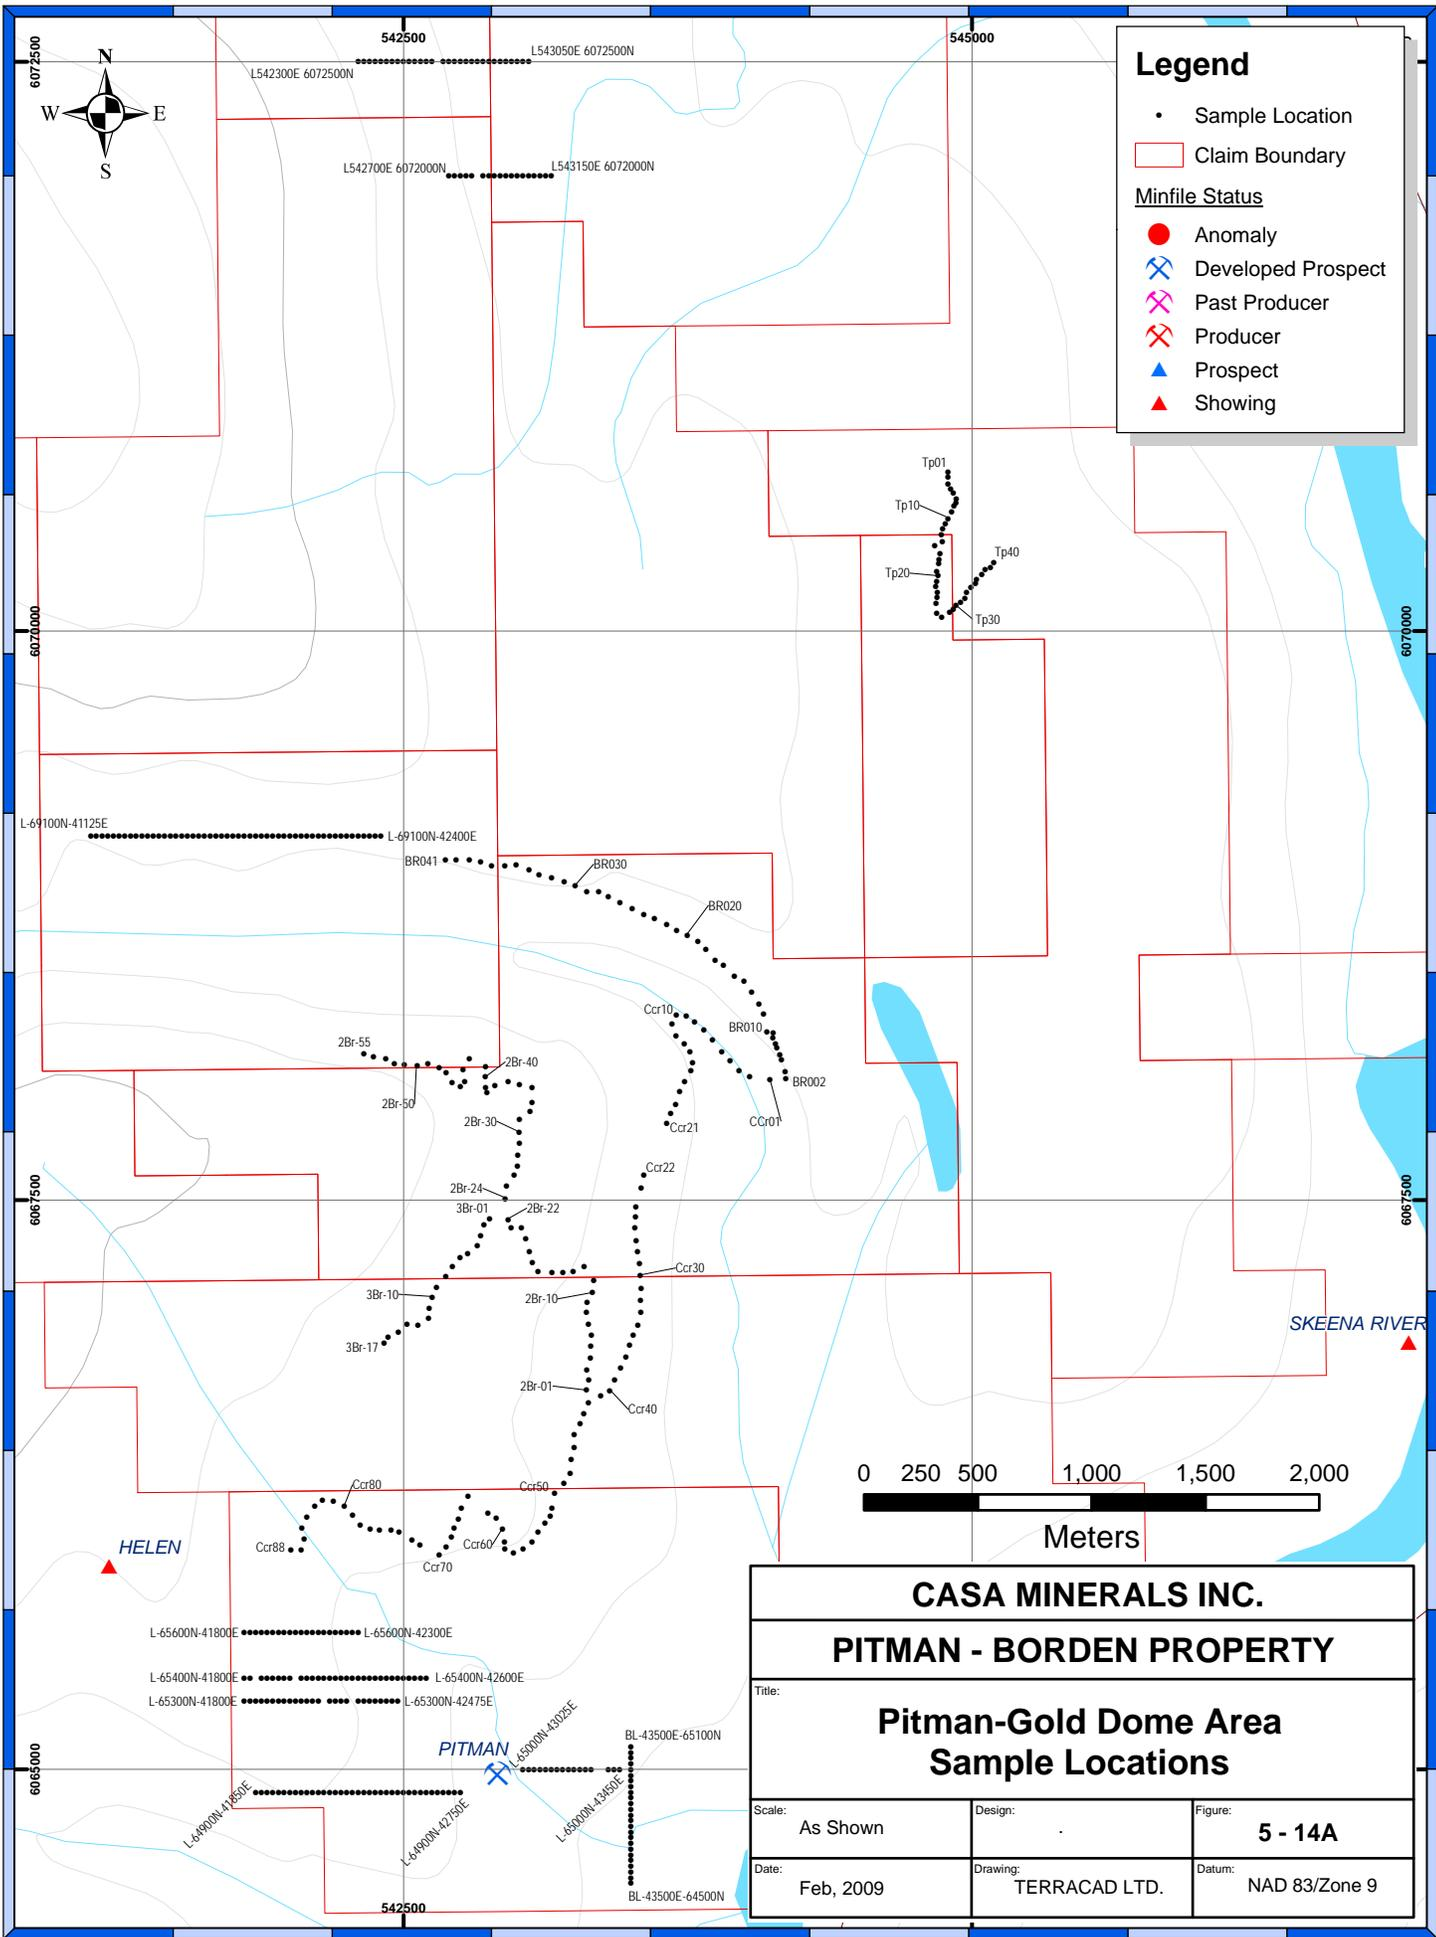 542500
545000
6072500
N
W
E
S
L543050E 6072500N
L542300E 6072500N
L542700E 6072000N
L543150E 6072000N
Legend
Sample Location
Claim Boundary
Minfile Status
Anomaly
Developed Prospect
Past Producer
Producer
Prospect
Showing
Tp01
Tp10
Tp40
Tp20
Tp30
6070000
6070000
L-69100N-41125E
L-69100N-42400E
BR041
BR030
BR020
Ccr10
BR010
2Br-55
2Br-40
BR002
2Br-50
2Br-30
CCr01
Ccr21
Ccr22
2Br-24
3Br-01
2Br-22
6067500
6067500
Ccr30
3Br-10
2Br-10
SKEENA RIVER
3Br-17
2Br-01
Ccr40
0 250 500 1,000 1,500 2,000
Meters
Ccr80
Ccr50
Ccr60
Ccr88
Ccr70
HELEN
L-65600N-41800E
L-65600N-42300E
L-65400N-41800E
L-65400N-42600E
L-65300N-41800E
L-65300N-42475E
L-65000N-43025E
BL-43500E-65100N
PITMAN
6065000
L-64900N-41850E
L-64900N-42750E
L-65000N-43450E
BL-43500E-64500N
542500
CASA MINERALS INC.
PITMAN - BORDEN PROPERTY
Title:
Pitman-Gold Dome Area
Sample Locations
Scale:
As Shown
Design:
.
Figure:
5 - 14A
Date:
Feb, 2009
Drawing:
TERRACAD LTD.
Datum:
NAD 83/Zone 9